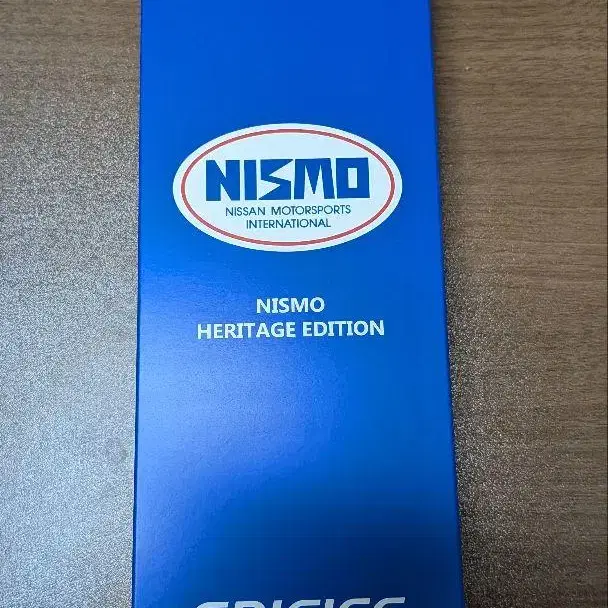 NISMO
NISSAN MOTORSPORTS
INTERNATIONAL
NISMO
HERITAGE EDITION